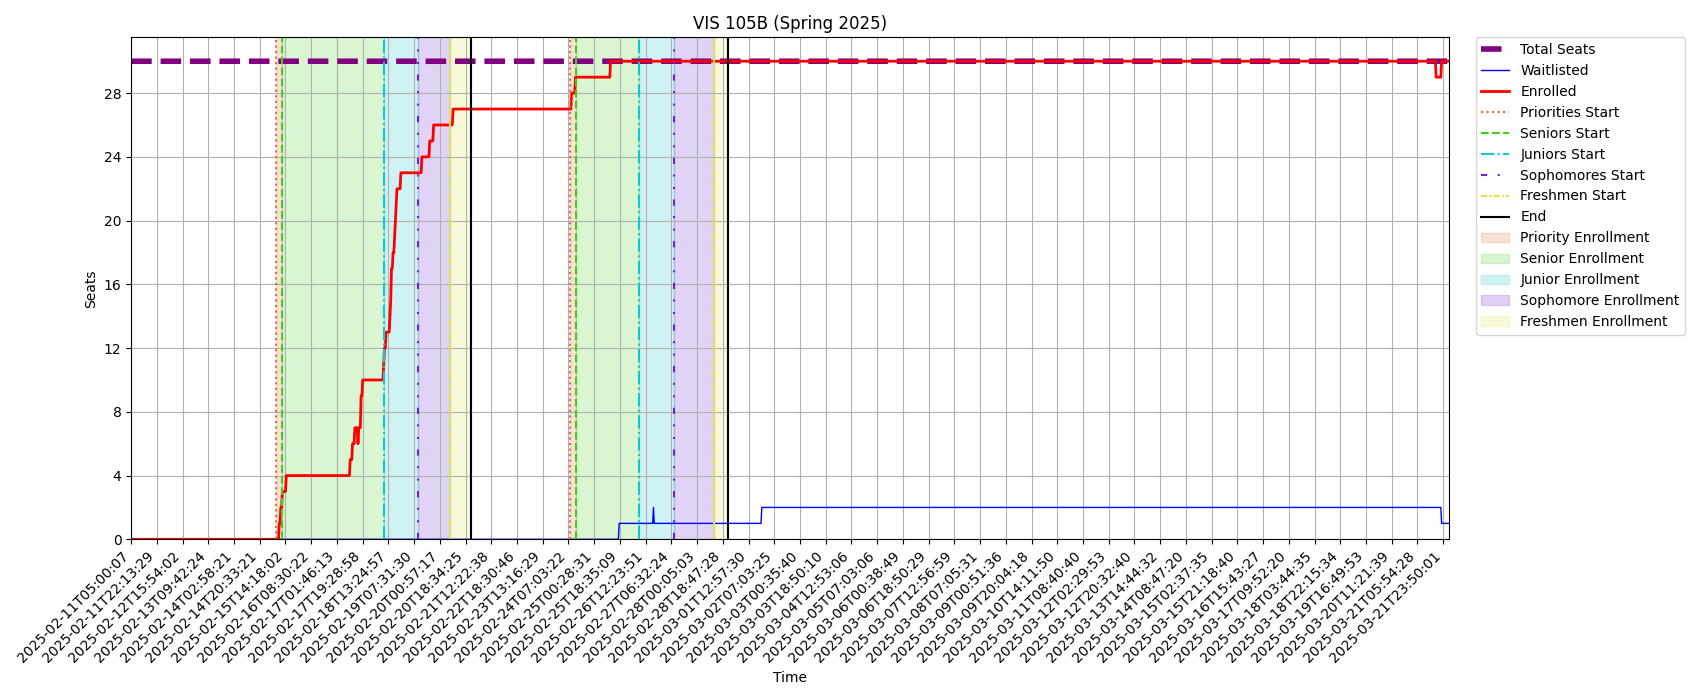 VIS 105B (Spring 2025)
Seats
28
24
20
16
12
8
4
0
2025-02-11T05:00:07
2025-02-11T22:13:29
2025-02-12T15:54:02
2025-02-13T09:42:24
2025-02-14T02:58:21
2025-02-14T20:33:21
2025-02-15T14:18:02
2025-02-16T08:30:22
2025-02-17T01:46:13
2025-02-17T19:28:58
2025-02-18T13:24:57
2025-02-19T07:31:30
2025-02-20T00:57:17
2025-02-20T18:34:25
2025-02-21T12:22:38
2025-02-22T18:30:46
2025-02-23T13:16:29
2025-02-24T07:03:22
2025-02-25T00:28:31
2025-02-25T18:35:09
2025-02-26T12:23:51
2025-02-27T06:32:24
2025-02-28T00:05:03
2025-02-28T18:47:28
2025-03-01T12:57:30
2025-03-02T07:03:25
2025-03-03T00:35:40
2025-03-03T18:50:10
2025-03-04T12:53:06
2025-03-05T07:03:06
2025-03-06T00:38:49
2025-03-06T18:50:29
2025-03-07T12:56:59
2025-03-08T07:05:31
2025-03-09T00:51:36
2025-03-09T20:04:18
2025-03-10T14:11:50
2025-03-11T08:40:40
2025-03-12T02:29:53
2025-03-12T20:32:40
2025-03-13T14:44:32
2025-03-14T08:47:20
2025-03-15T02:37:35
2025-03-15T21:18:40
2025-03-16T15:43:27
2025-03-17T09:52:20
2025-03-18T03:44:35
2025-03-18T22:15:34
2025-03-19T16:49:53
2025-03-20T11:21:39
2025-03-21T05:54:28
2025-03-21T23:50:01
Time
Total Seats
Waitlisted
Enrolled
Priorities Start
Seniors Start
Juniors Start
Sophomores Start
Freshmen Start
End
Priority Enrollment
Senior Enrollment
Junior Enrollment
Sophomore Enrollment
Freshmen Enrollment